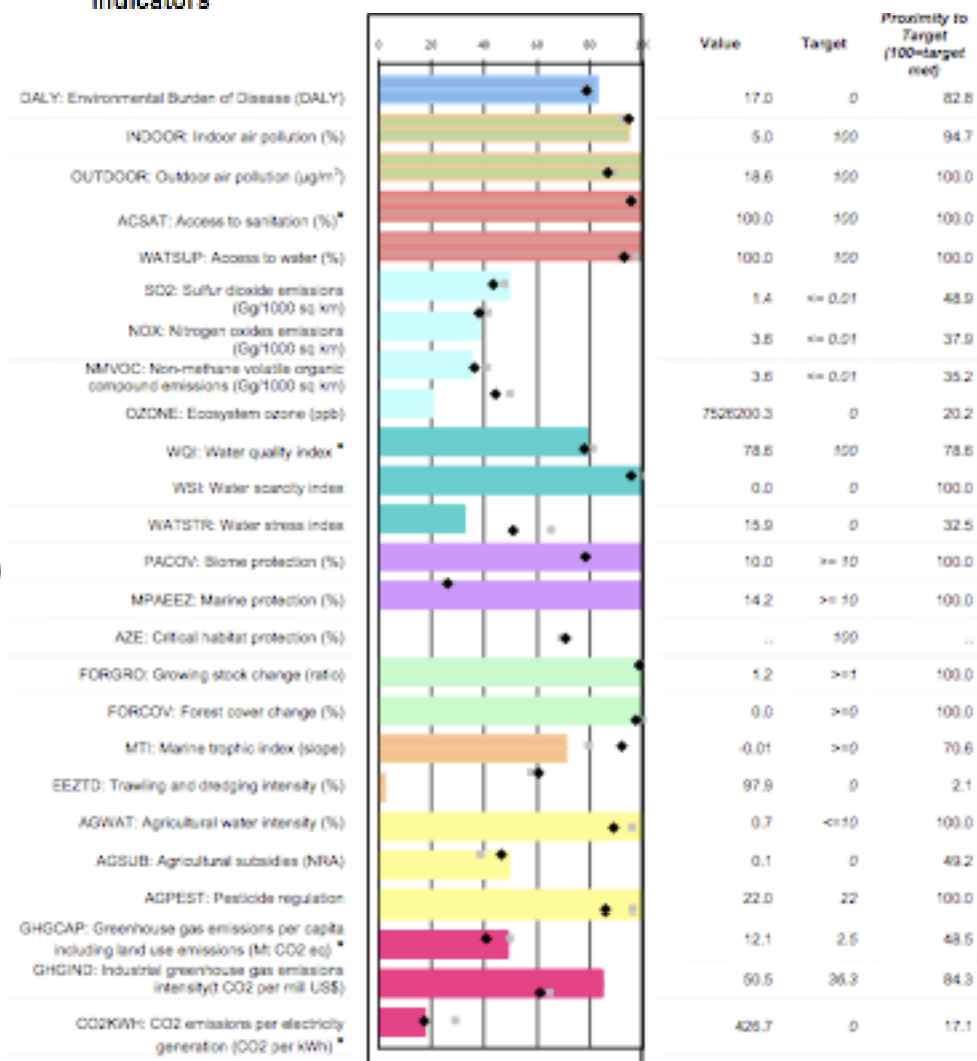 Indicators
Proximity to
Target
(100=target
met)
Value Target
0 20 40 60 80
DALY: Environmental Burden of Disease (DALY) 17.0 0 82.8
INDOOR: Indoor air pollution (%) 5.0 100 94.7
OUTDOOR: Outdoor air pollution (µg/m³) 18.6 100 100.0
ACSAT: Access to sanitation (%)* 100.0 100 100.0
WATSUP: Access to water (%) 100.0 100 100.0
SO2: Sulfur dioxide emissions
(Gg/1000 sq km) 1.4 <= 0.01 48.9
NOX: Nitrogen oxides emissions
(Gg/1000 sq km) 3.6 <= 0.01 37.9
NMVOC: Non-methane volatile organic
compound emissions (Gg/1000 sq km) 3.6 <= 0.01 35.2
OZONE: Ecosystem ozone (ppb) 7526200.3 0 20.2
WQI: Water quality index * 78.6 100 78.6
WSI: Water scarcity index 0.0 0 100.0
WATSTR: Water stress index 15.9 0 32.5
PACOV: Biome protection (%) 10.0 >= 10 100.0
MPAEEZ: Marine protection (%) 14.2 >= 10 100.0
AZE: Critical habitat protection (%) .. 100 ..
FORGRO: Growing stock change (ratio) 1.2 >=1 100.0
FORCOV: Forest cover change (%) 0.0 >=0 100.0
MTI: Marine trophic index (slope) -0.01 >=0 70.6
EEZTD: Trawling and dredging intensity (%) 97.9 0 2.1
AGWAT: Agricultural water intensity (%) 0.7 <=10 100.0
AGSUB: Agricultural subsidies (NRA) 0.1 0 49.2
AGPEST: Pesticide regulation 22.0 22 100.0
GHGCAP: Greenhouse gas emissions per capita
including land use emissions (Mt CO2 eq) * 12.1 2.5 48.5
GHGIND: Industrial greenhouse gas emissions
intensity(t CO2 per mill US$) 50.5 36.3 84.3
CO2KWH: CO2 emissions per electricity
generation (CO2 per kWh) * 426.7 0 17.1